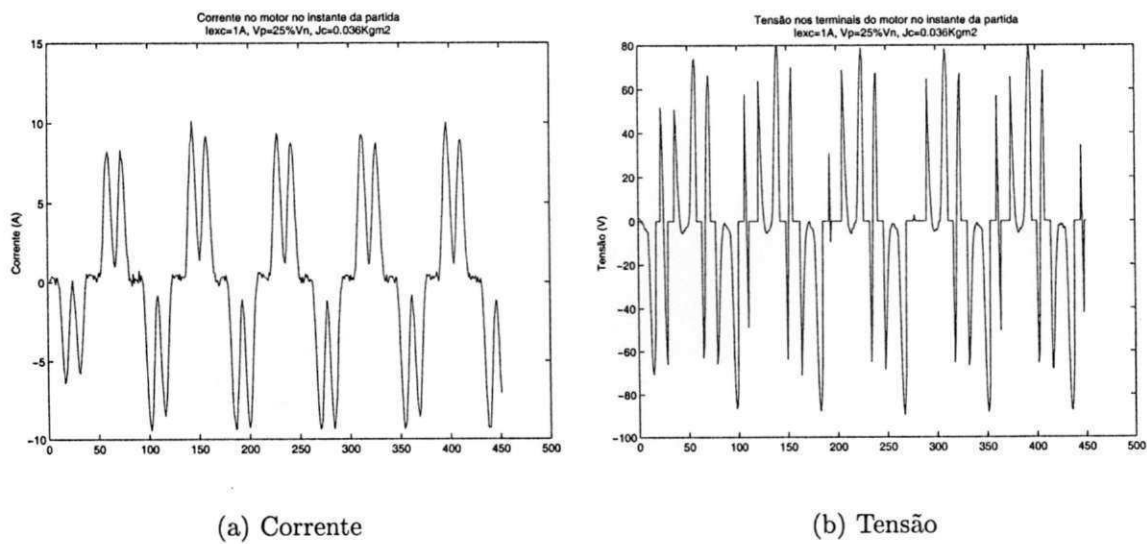 Corrente no motor no instante da partida
Iexc=1A, Vp=25%Vn, Jc=0.036Kgm2
15
10
5
0
−5
−10
Corrente (A)
0 50 100 150 200 250 300 350 400 450 500
(a) Corrente
Tensão nos terminais do motor no instante da partida
Iexc=1A, Vp=25%Vn, Jc=0.036Kgm2
80
60
40
20
0
−20
−40
−60
−80
−100
Tensão (V)
0 50 100 150 200 250 300 350 400 450 500
(b) Tensão